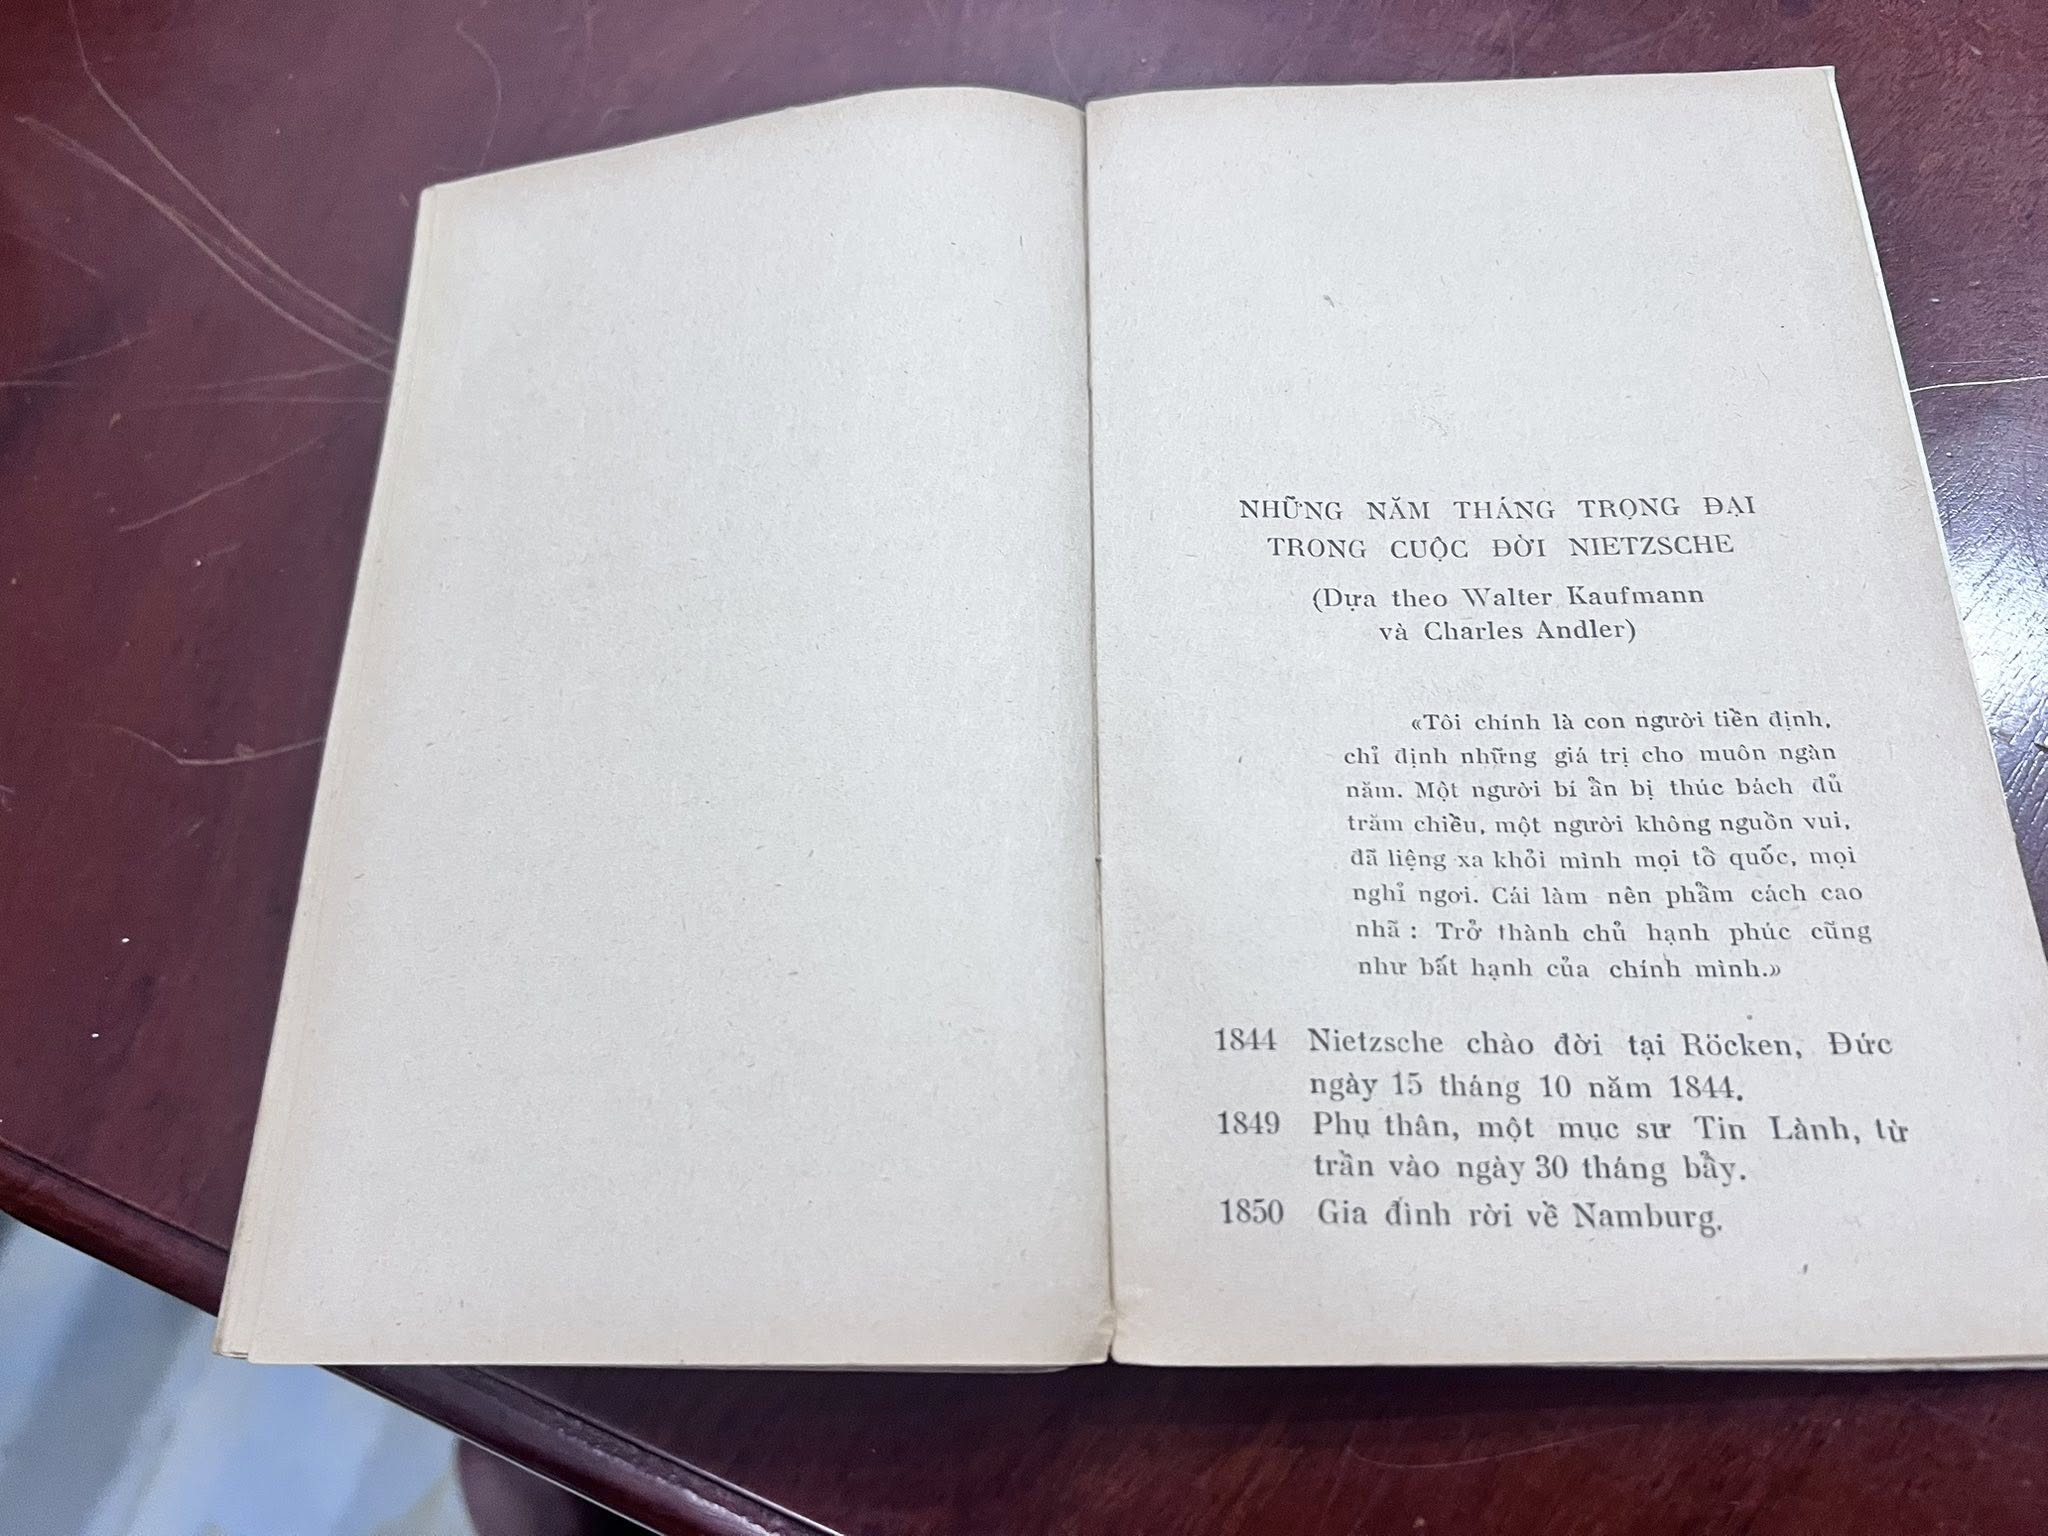 NHỮNG NĂM THÁNG TRỌNG ĐẠI
TRONG CUỘC ĐỜI NIETZSCHE
(Dựa theo Walter Kaufmann
và Charles Andler)
«Tôi chính là con người tiền định,
chỉ định những giá trị cho muôn ngàn
năm. Một người bí ẩn bị thúc bách đủ
trăm chiều, một người không nguồn vui,
đã liệng xa khỏi mình mọi tổ quốc, mọi
nghỉ ngơi. Cái làm nên phẩm cách cao
nhã : Trở thành chủ hạnh phúc cũng
như bất hạnh của chính mình.»
1844 Nietzsche chào đời tại Röcken, Đức
ngày 15 tháng 10 năm 1844.
1849 Phụ thân, một mục sư Tin Lành, từ
trần vào ngày 30 tháng bẩy.
1850 Gia đình rời về Namburg.